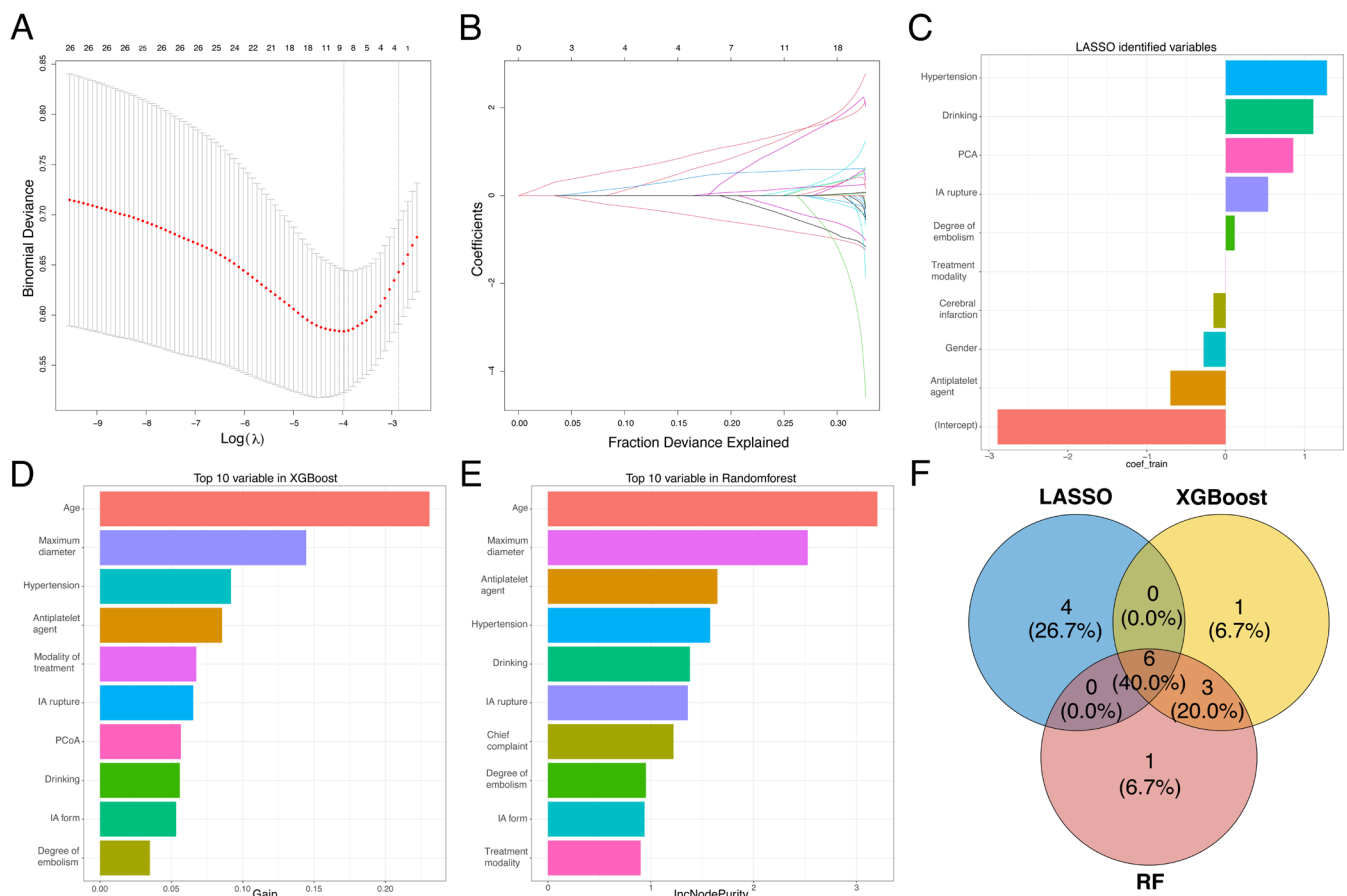 A
26 26 26 26 25 26 26 26 25 24 22 21 18 18 11 9 8 5 4 4 1
0.85
0.80
0.75
0.70
0.65
0.60
0.55
Binomial Deviance
−9 −8 −7 −6 −5 −4 −3
Log(λ)
B
0 3 4 4 7 11 18
2
0
−2
−4
Coefficients
0.00 0.05 0.10 0.15 0.20 0.25 0.30
Fraction Deviance Explained
C
LASSO identified variables
Hypertension
Drinking
PCA
IA rupture
Degree of
embolism
Treatment
modality
Cerebral
infarction
Gender
Antiplatelet
agent
(Intercept)
−3 −2 −1 0 1
coef_train
D
Top 10 variable in XGBoost
Age
Maximum
diameter
Hypertension
Antiplatelet
agent
Modality of
treatment
IA rupture
PCoA
Drinking
IA form
Degree of
embolism
0.00 0.05 0.10 0.15 0.20
Gain
E
Top 10 variable in Randomforest
Age
Maximum
diameter
Antiplatelet
agent
Hypertension
Drinking
IA rupture
Chief
complaint
Degree of
embolism
IA form
Treatment
modality
0 1 2 3
IncNodePurity
F
LASSO XGBoost
4
(26.7%)
0
(0.0%)
1
(6.7%)
6
(40.0%)
0
(0.0%)
3
(20.0%)
1
(6.7%)
RF